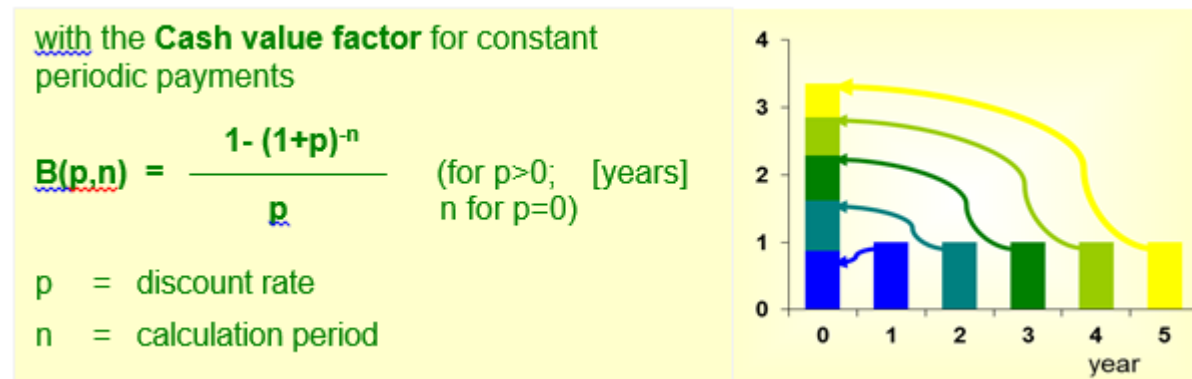 with the Cash value factor for constant
periodic payments
1- (1+p)-n
B(p,n) = (for p>0; [years]
p n for p=0)
p = discount rate
n = calculation period
4
3
2
1
0
0 1 2 3 4 5
year